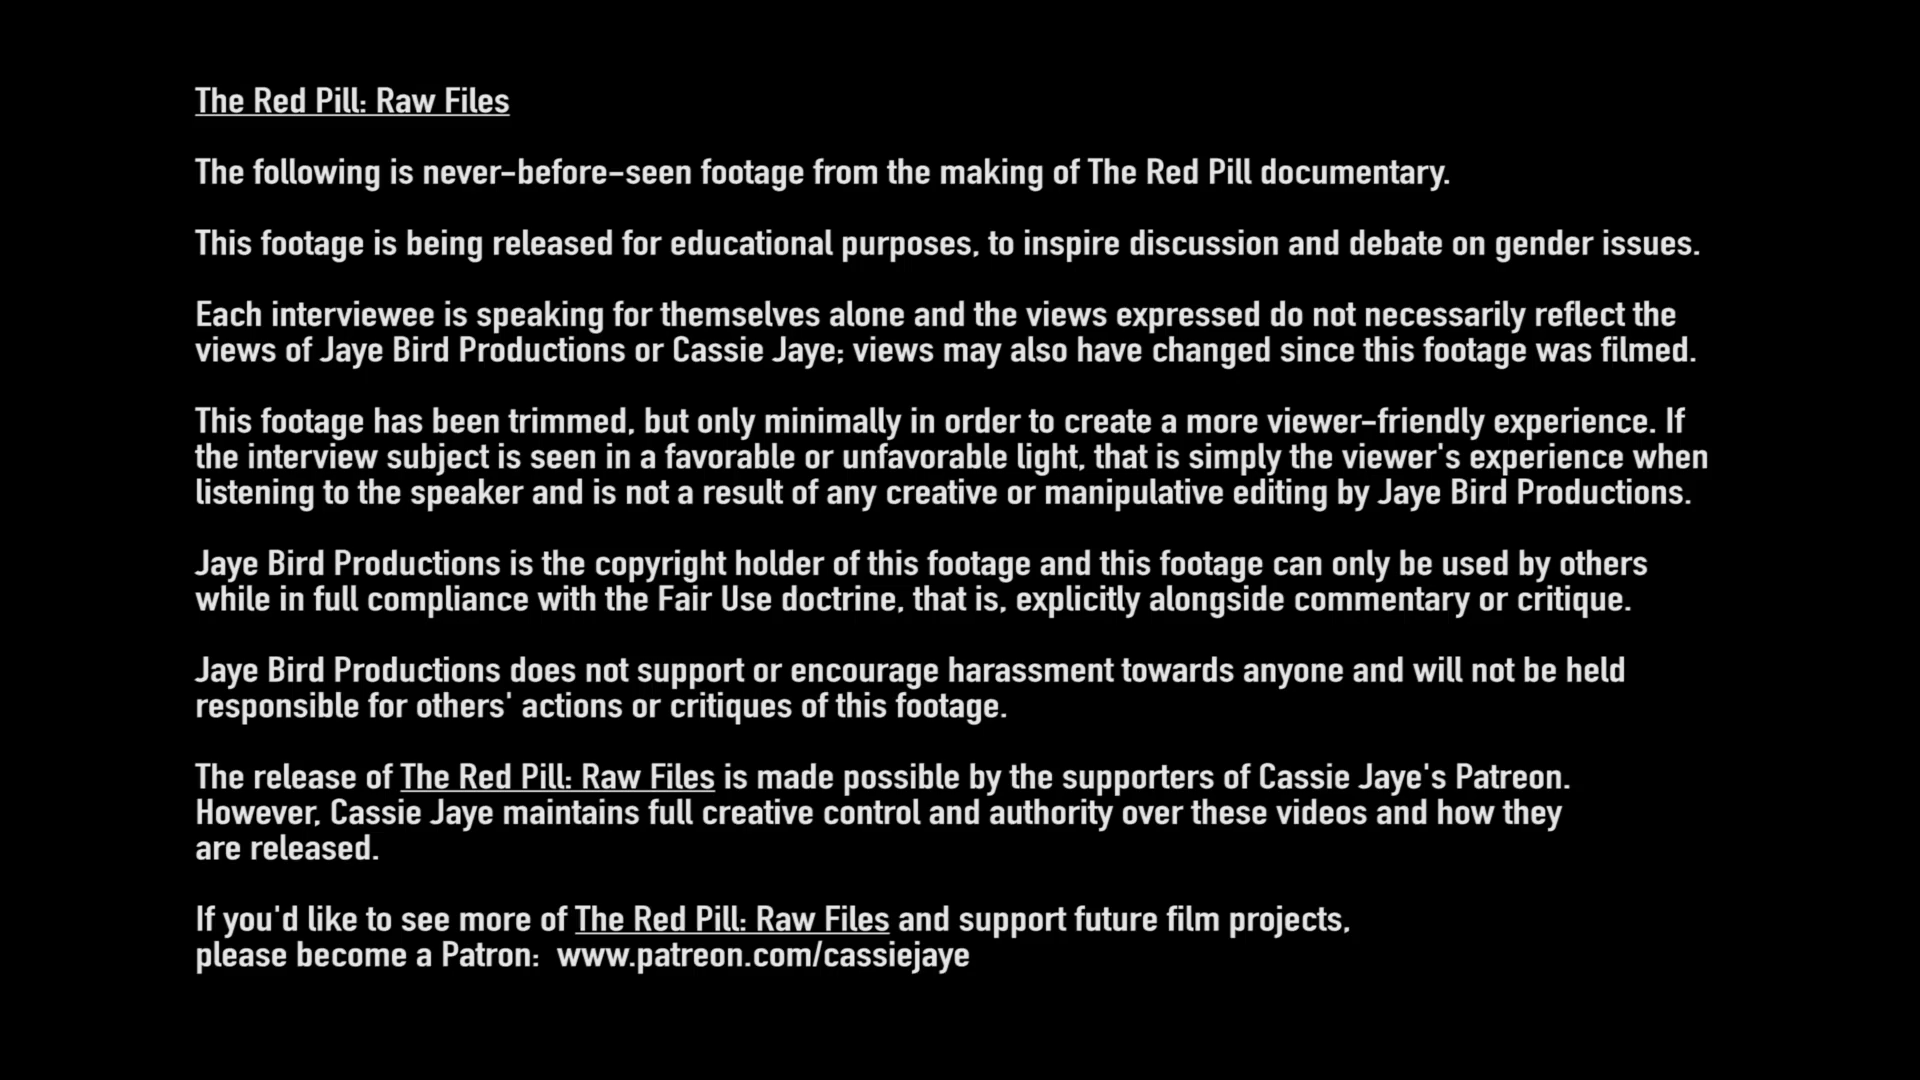 The Red Pill: Raw Files
The following is never-before-seen footage from the making of The Red Pill documentary.
This footage is being released for educational purposes, to inspire discussion and debate on gender issues.
Each interviewee is speaking for themselves alone and the views expressed do not necessarily reflect the
views of Jaye Bird Productions or Cassie Jaye; views may also have changed since this footage was filmed.
This footage has been trimmed, but only minimally in order to create a more viewer-friendly experience. If
the interview subject is seen in a favorable or unfavorable light, that is simply the viewer's experience when
listening to the speaker and is not a result of any creative or manipulative editing by Jaye Bird Productions.
Jaye Bird Productions is the copyright holder of this footage and this footage can only be used by others
while in full compliance with the Fair Use doctrine, that is, explicitly alongside commentary or critique.
Jaye Bird Productions does not support or encourage harassment towards anyone and will not be held
responsible for others' actions or critiques of this footage.
The release of The Red Pill: Raw Files is made possible by the supporters of Cassie Jaye's Patreon.
However, Cassie Jaye maintains full creative control and authority over these videos and how they
are released.
If you'd like to see more of The Red Pill: Raw Files and support future film projects,
please become a Patron:  www.patreon.com/cassiejaye